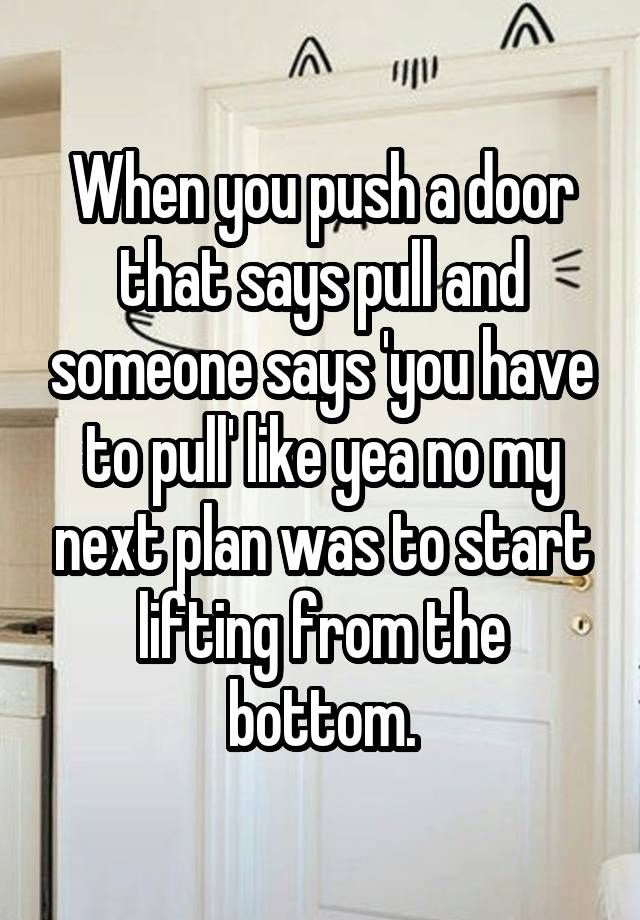 When you push a door
that says pull and
someone says 'you have
to pull' like yea no my
next plan was to start
lifting from the
bottom.